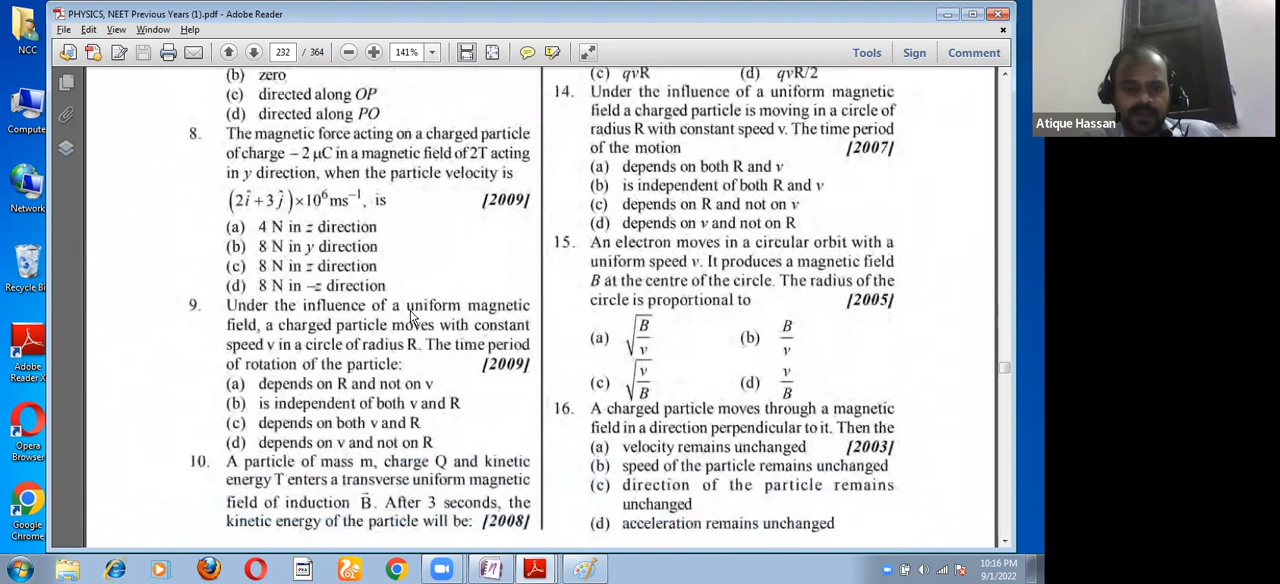 PHYSICS, NEET Previous Years (1).pdf - Adobe Reader
File Edit View Window Help
232 / 364 141% Tools Sign Comment
NCC
Compute
Network
Recycle Bi
Adobe
Reader X
Opera
Browser
Google
Chrome
(b) zero
(c) directed along OP
(d) directed along PO
8. The magnetic force acting on a charged particle
of charge – 2 μC in a magnetic field of 2T acting
in y direction, when the particle velocity is
(2î + 3ĵ) × 10⁶ ms⁻¹, is [2009]
(a) 4 N in z direction
(b) 8 N in y direction
(c) 8 N in z direction
(d) 8 N in –z direction
9. Under the influence of a uniform magnetic
field, a charged particle moves with constant
speed v in a circle of radius R. The time period
of rotation of the particle: [2009]
(a) depends on R and not on v
(b) is independent of both v and R
(c) depends on both v and R
(d) depends on v and not on R
10. A particle of mass m, charge Q and kinetic
energy T enters a transverse uniform magnetic
field of induction B⃗. After 3 seconds, the
kinetic energy of the particle will be: [2008]
(c) qvR (d) qvR/2
14. Under the influence of a uniform magnetic
field a charged particle is moving in a circle of
radius R with constant speed v. The time period
of the motion [2007]
(a) depends on both R and v
(b) is independent of both R and v
(c) depends on R and not on v
(d) depends on v and not on R
15. An electron moves in a circular orbit with a
uniform speed v. It produces a magnetic field
B at the centre of the circle. The radius of the
circle is proportional to [2005]
(a) √(B/v) (b) B/v
(c) √(v/B) (d) v/B
16. A charged particle moves through a magnetic
field in a direction perpendicular to it. Then the
(a) velocity remains unchanged [2003]
(b) speed of the particle remains unchanged
(c) direction of the particle remains
unchanged
(d) acceleration remains unchanged
Atique Hassan
10:16 PM
9/1/2022